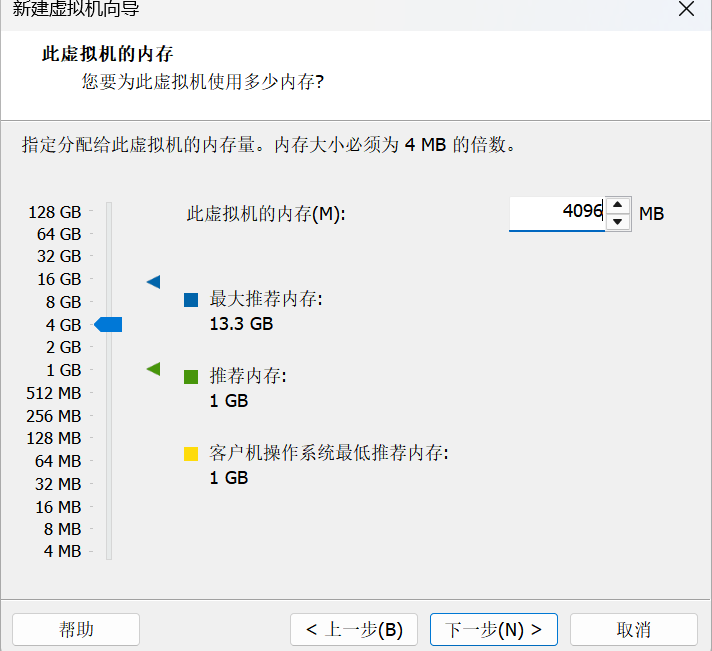 新建虚拟机向导
此虚拟机的内存
您要为此虚拟机使用多少内存?
指定分配给此虚拟机的内存量。内存大小必须为 4 MB 的倍数。
128 GB
64 GB
32 GB
16 GB
8 GB
4 GB
2 GB
1 GB
512 MB
256 MB
128 MB
64 MB
32 MB
16 MB
8 MB
4 MB
此虚拟机的内存(M): 4096 MB
最大推荐内存:
13.3 GB
推荐内存:
1 GB
客户机操作系统最低推荐内存:
1 GB
帮助 < 上一步(B) 下一步(N) > 取消